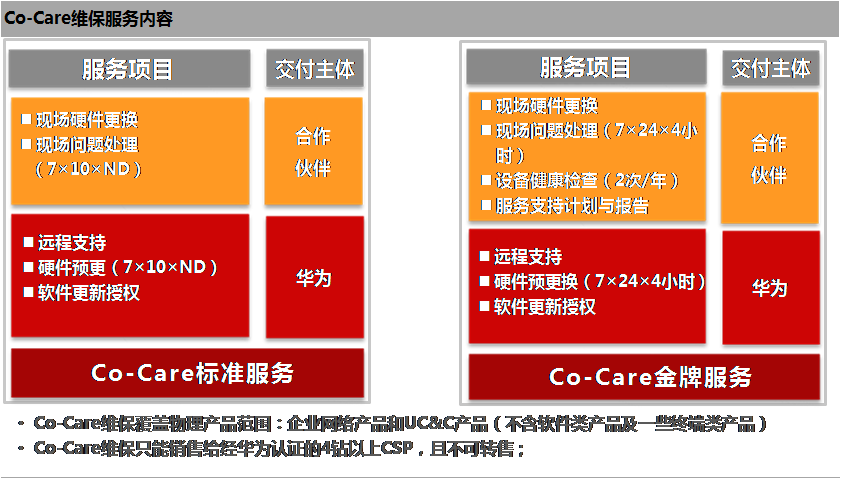 Co-Care维保服务内容
服务项目
交付主体
■ 现场硬件更换
■ 现场问题处理
（7×10×ND）
合作
伙伴
■ 远程支持
■ 硬件预更（7×10×ND）
■ 软件更新授权
华为
Co-Care标准服务
服务项目
交付主体
■ 现场硬件更换
■ 现场问题处理（7×24×4小
时）
■ 设备健康检查（2次/年）
■ 服务支持计划与报告
合作
伙伴
■ 远程支持
■ 硬件预更换（7×24×4小时）
■ 软件更新授权
华为
Co-Care金牌服务
• Co-Care维保覆盖物理产品范围：企业网络产品和UC&C产品（不含软件类产品及一些终端类产品）
• Co-Care维保只能销售给经华为认证的4钻以上CSP，且不可转售；